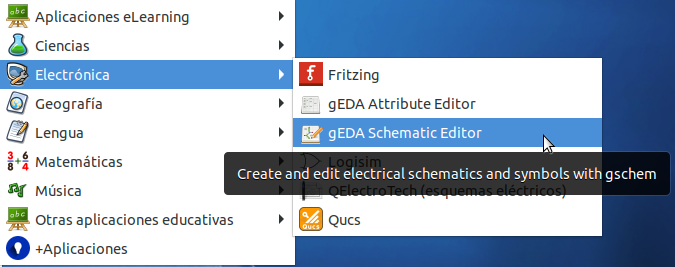 Aplicaciones eLearning
Ciencias
Electrónica
Geografía
Lengua
Matemáticas
Música
Otras aplicaciones educativas
+Aplicaciones
Fritzing
gEDA Attribute Editor
gEDA Schematic Editor
Logisim
Create and edit electrical schematics and symbols with gschem
QElectroTech (esquemas eléctricos)
Qucs